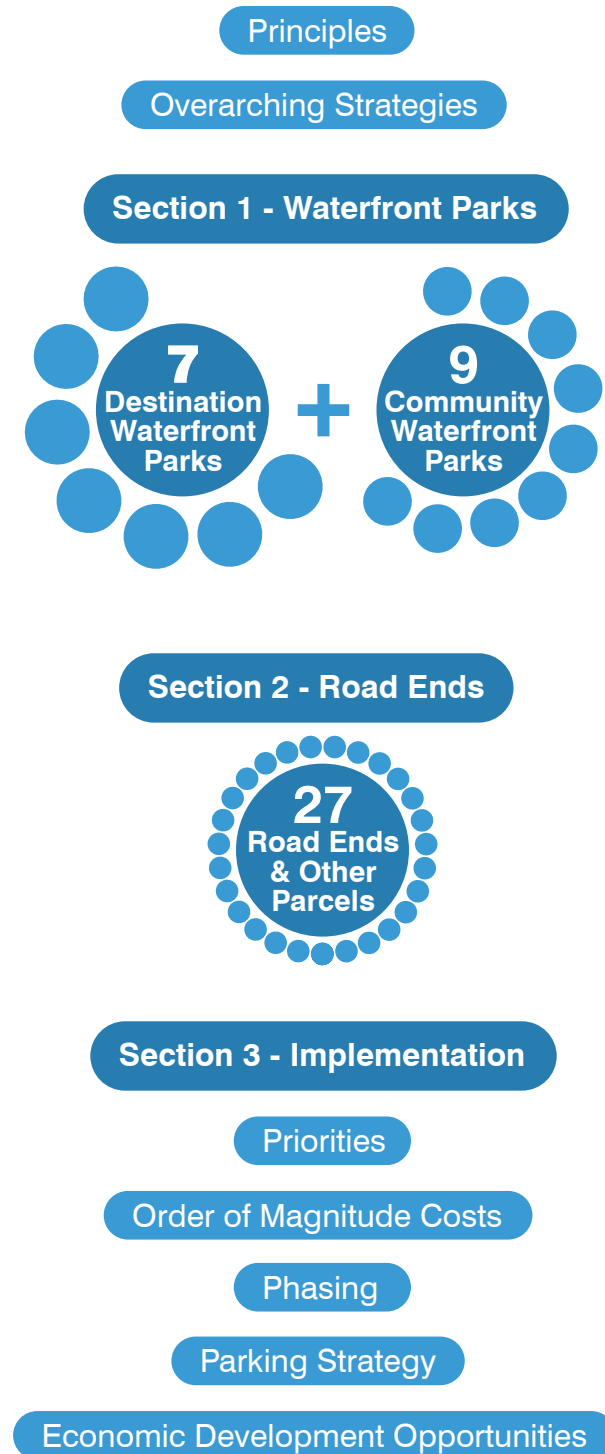 Principles
Overarching Strategies
Section 1 - Waterfront Parks
7
Destination
Waterfront
Parks
+
9
Community
Waterfront
Parks
Section 2 - Road Ends
27
Road Ends
& Other
Parcels
Section 3 - Implementation
Priorities
Order of Magnitude Costs
Phasing
Parking Strategy
Economic Development Opportunities